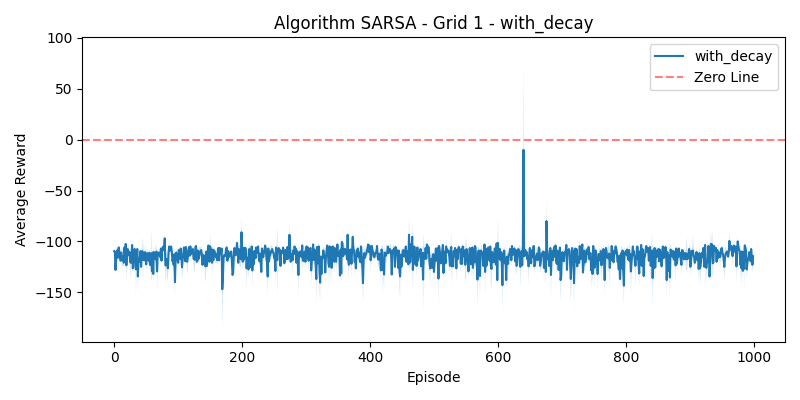 Algorithm SARSA - Grid 1 - with_decay
100
50
0
−50
−100
−150
Average Reward
with_decay
Zero Line
0
200
400
600
800
1000
Episode